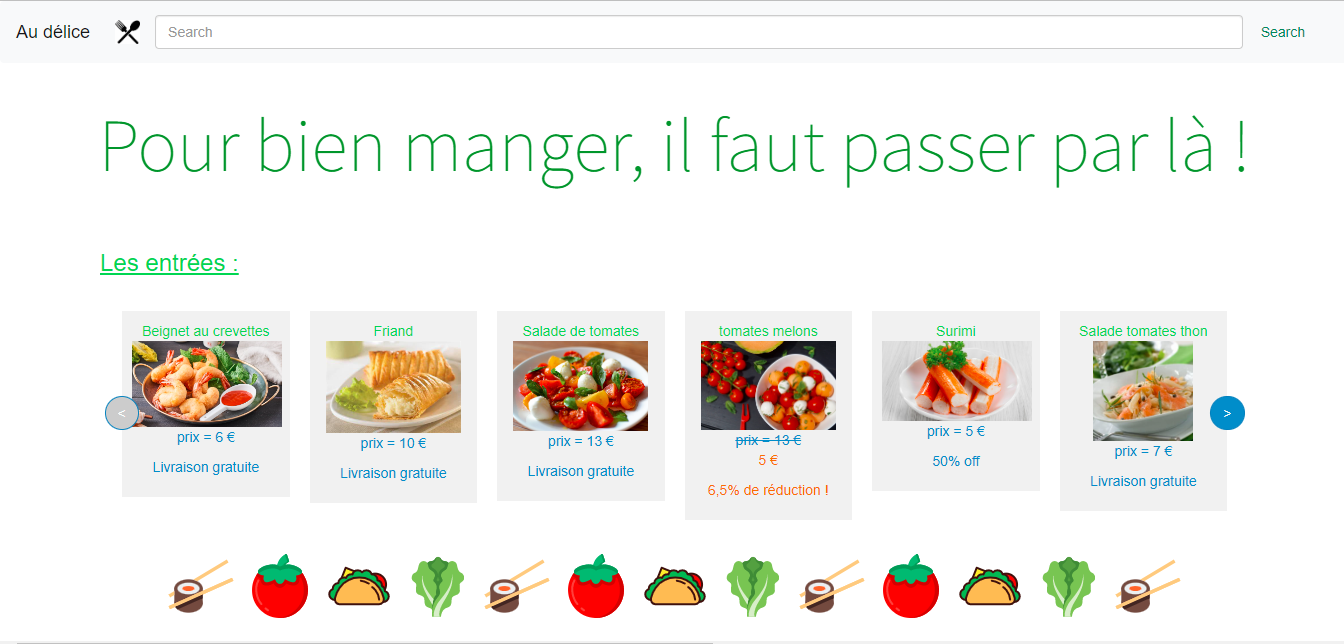 Au délice
Search
Search
Pour bien manger, il faut passer par là !
Les entrées :
Beignet au crevettes
prix = 6 €
Livraison gratuite
Friand
prix = 10 €
Livraison gratuite
Salade de tomates
prix = 13 €
Livraison gratuite
tomates melons
prix = 13 €
5 €
6,5% de réduction !
Surimi
prix = 5 €
50% off
Salade tomates thon
prix = 7 €
Livraison gratuite
<
>